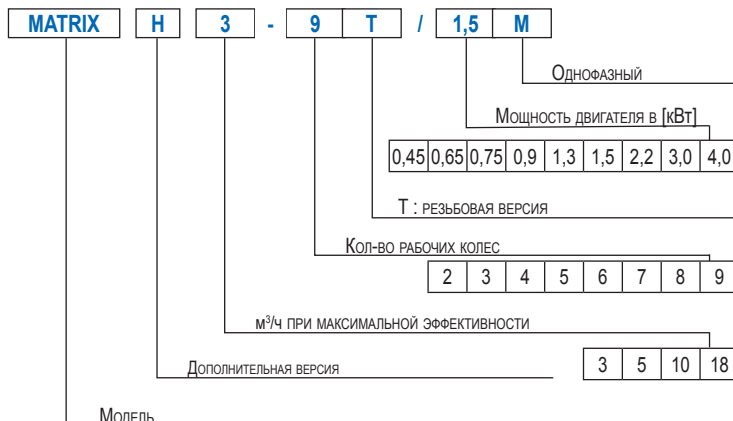 MATRIX H 3 - 9 T / 1,5 M
Однофазный
Мощность двигателя в [кВт]
0,45 0,65 0,75 0,9 1,3 1,5 2,2 3,0 4,0
T : резьбовая версия
Кол-во рабочих колес
2 3 4 5 6 7 8 9
м³/ч при максимальной эффективности
3 5 10 18
Дополнительная версия
Модель